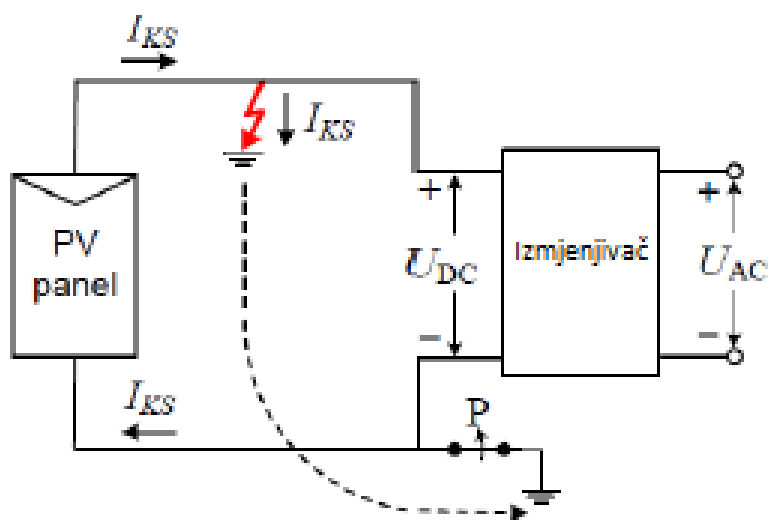 I_KS
I_KS
PV
panel
+
U_DC
−
Izmjenjivač
+
U_AC
−
I_KS
P